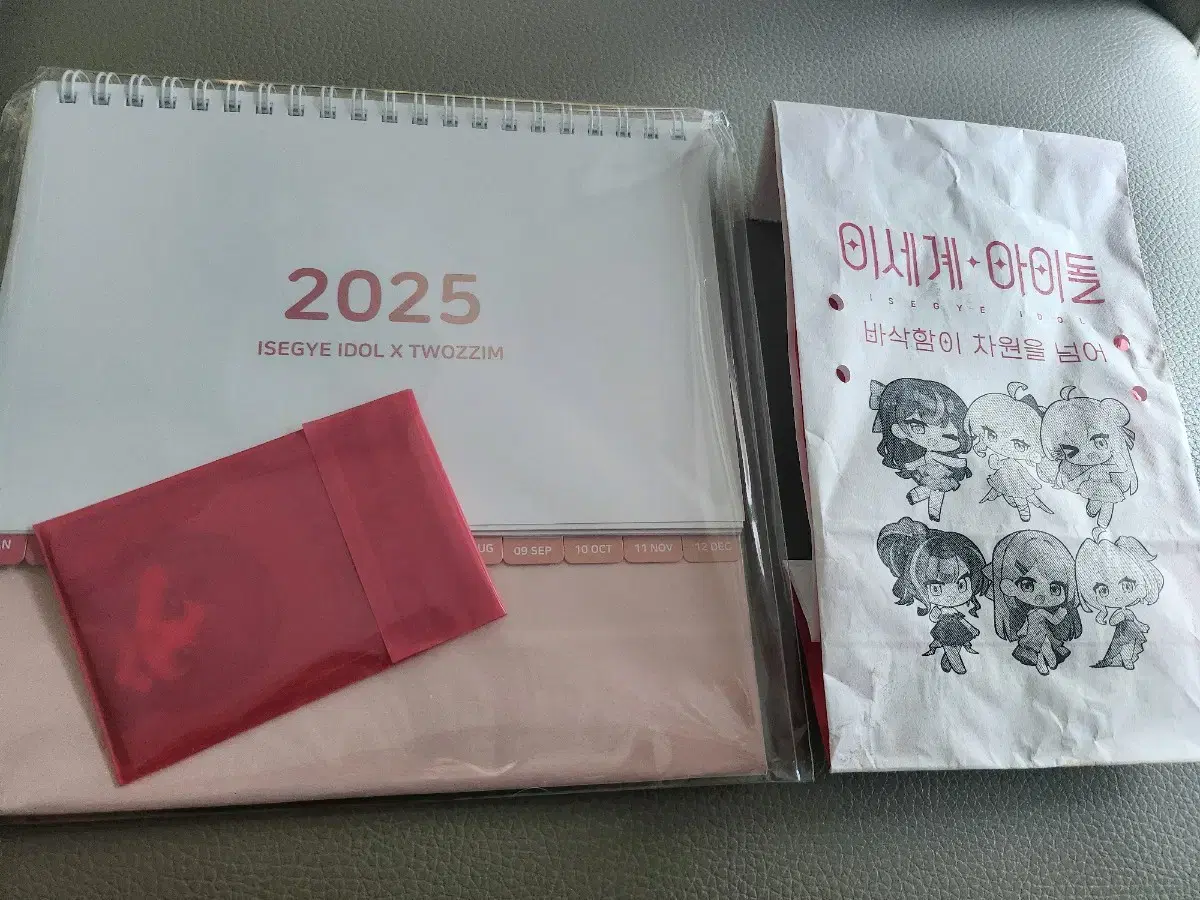 2025
ISEGYE IDOL X TWOZZIM
N
UG
09 SEP
10 OCT
11 NOV
12 DEC
이세계·아이돌
ISEGYE IDOL
바삭함이 차원을 넘어